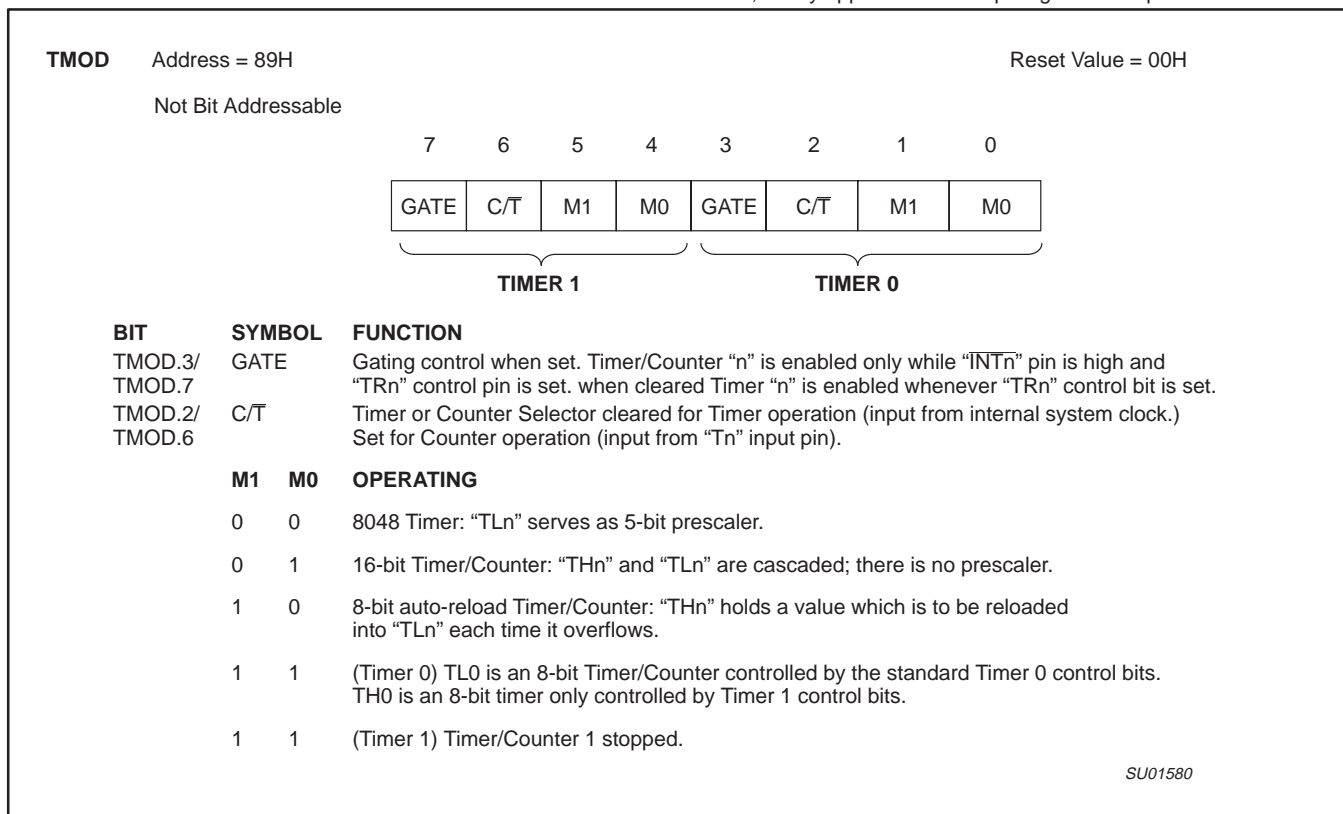 TMOD Address = 89H Reset Value = 00H
Not Bit Addressable
7 6 5 4 3 2 1 0
GATE C/T̅ M1 M0 GATE C/T̅ M1 M0
TIMER 1 TIMER 0
BIT SYMBOL FUNCTION
TMOD.3/ GATE Gating control when set. Timer/Counter “n” is enabled only while “I̅N̅T̅n̅” pin is high and
TMOD.7 “TRn” control pin is set. when cleared Timer “n” is enabled whenever “TRn” control bit is set.
TMOD.2/ C/T̅ Timer or Counter Selector cleared for Timer operation (input from internal system clock.)
TMOD.6 Set for Counter operation (input from “Tn” input pin).
M1 M0 OPERATING
0 0 8048 Timer: “TLn” serves as 5-bit prescaler.
0 1 16-bit Timer/Counter: “THn” and “TLn” are cascaded; there is no prescaler.
1 0 8-bit auto-reload Timer/Counter: “THn” holds a value which is to be reloaded
into “TLn” each time it overflows.
1 1 (Timer 0) TL0 is an 8-bit Timer/Counter controlled by the standard Timer 0 control bits.
TH0 is an 8-bit timer only controlled by Timer 1 control bits.
1 1 (Timer 1) Timer/Counter 1 stopped.
SU01580